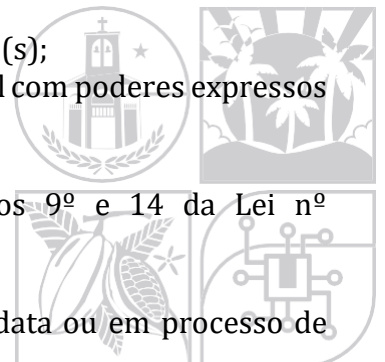 (s);
com poderes expressos
os 9º e 14 da Lei nº
data ou em processo de